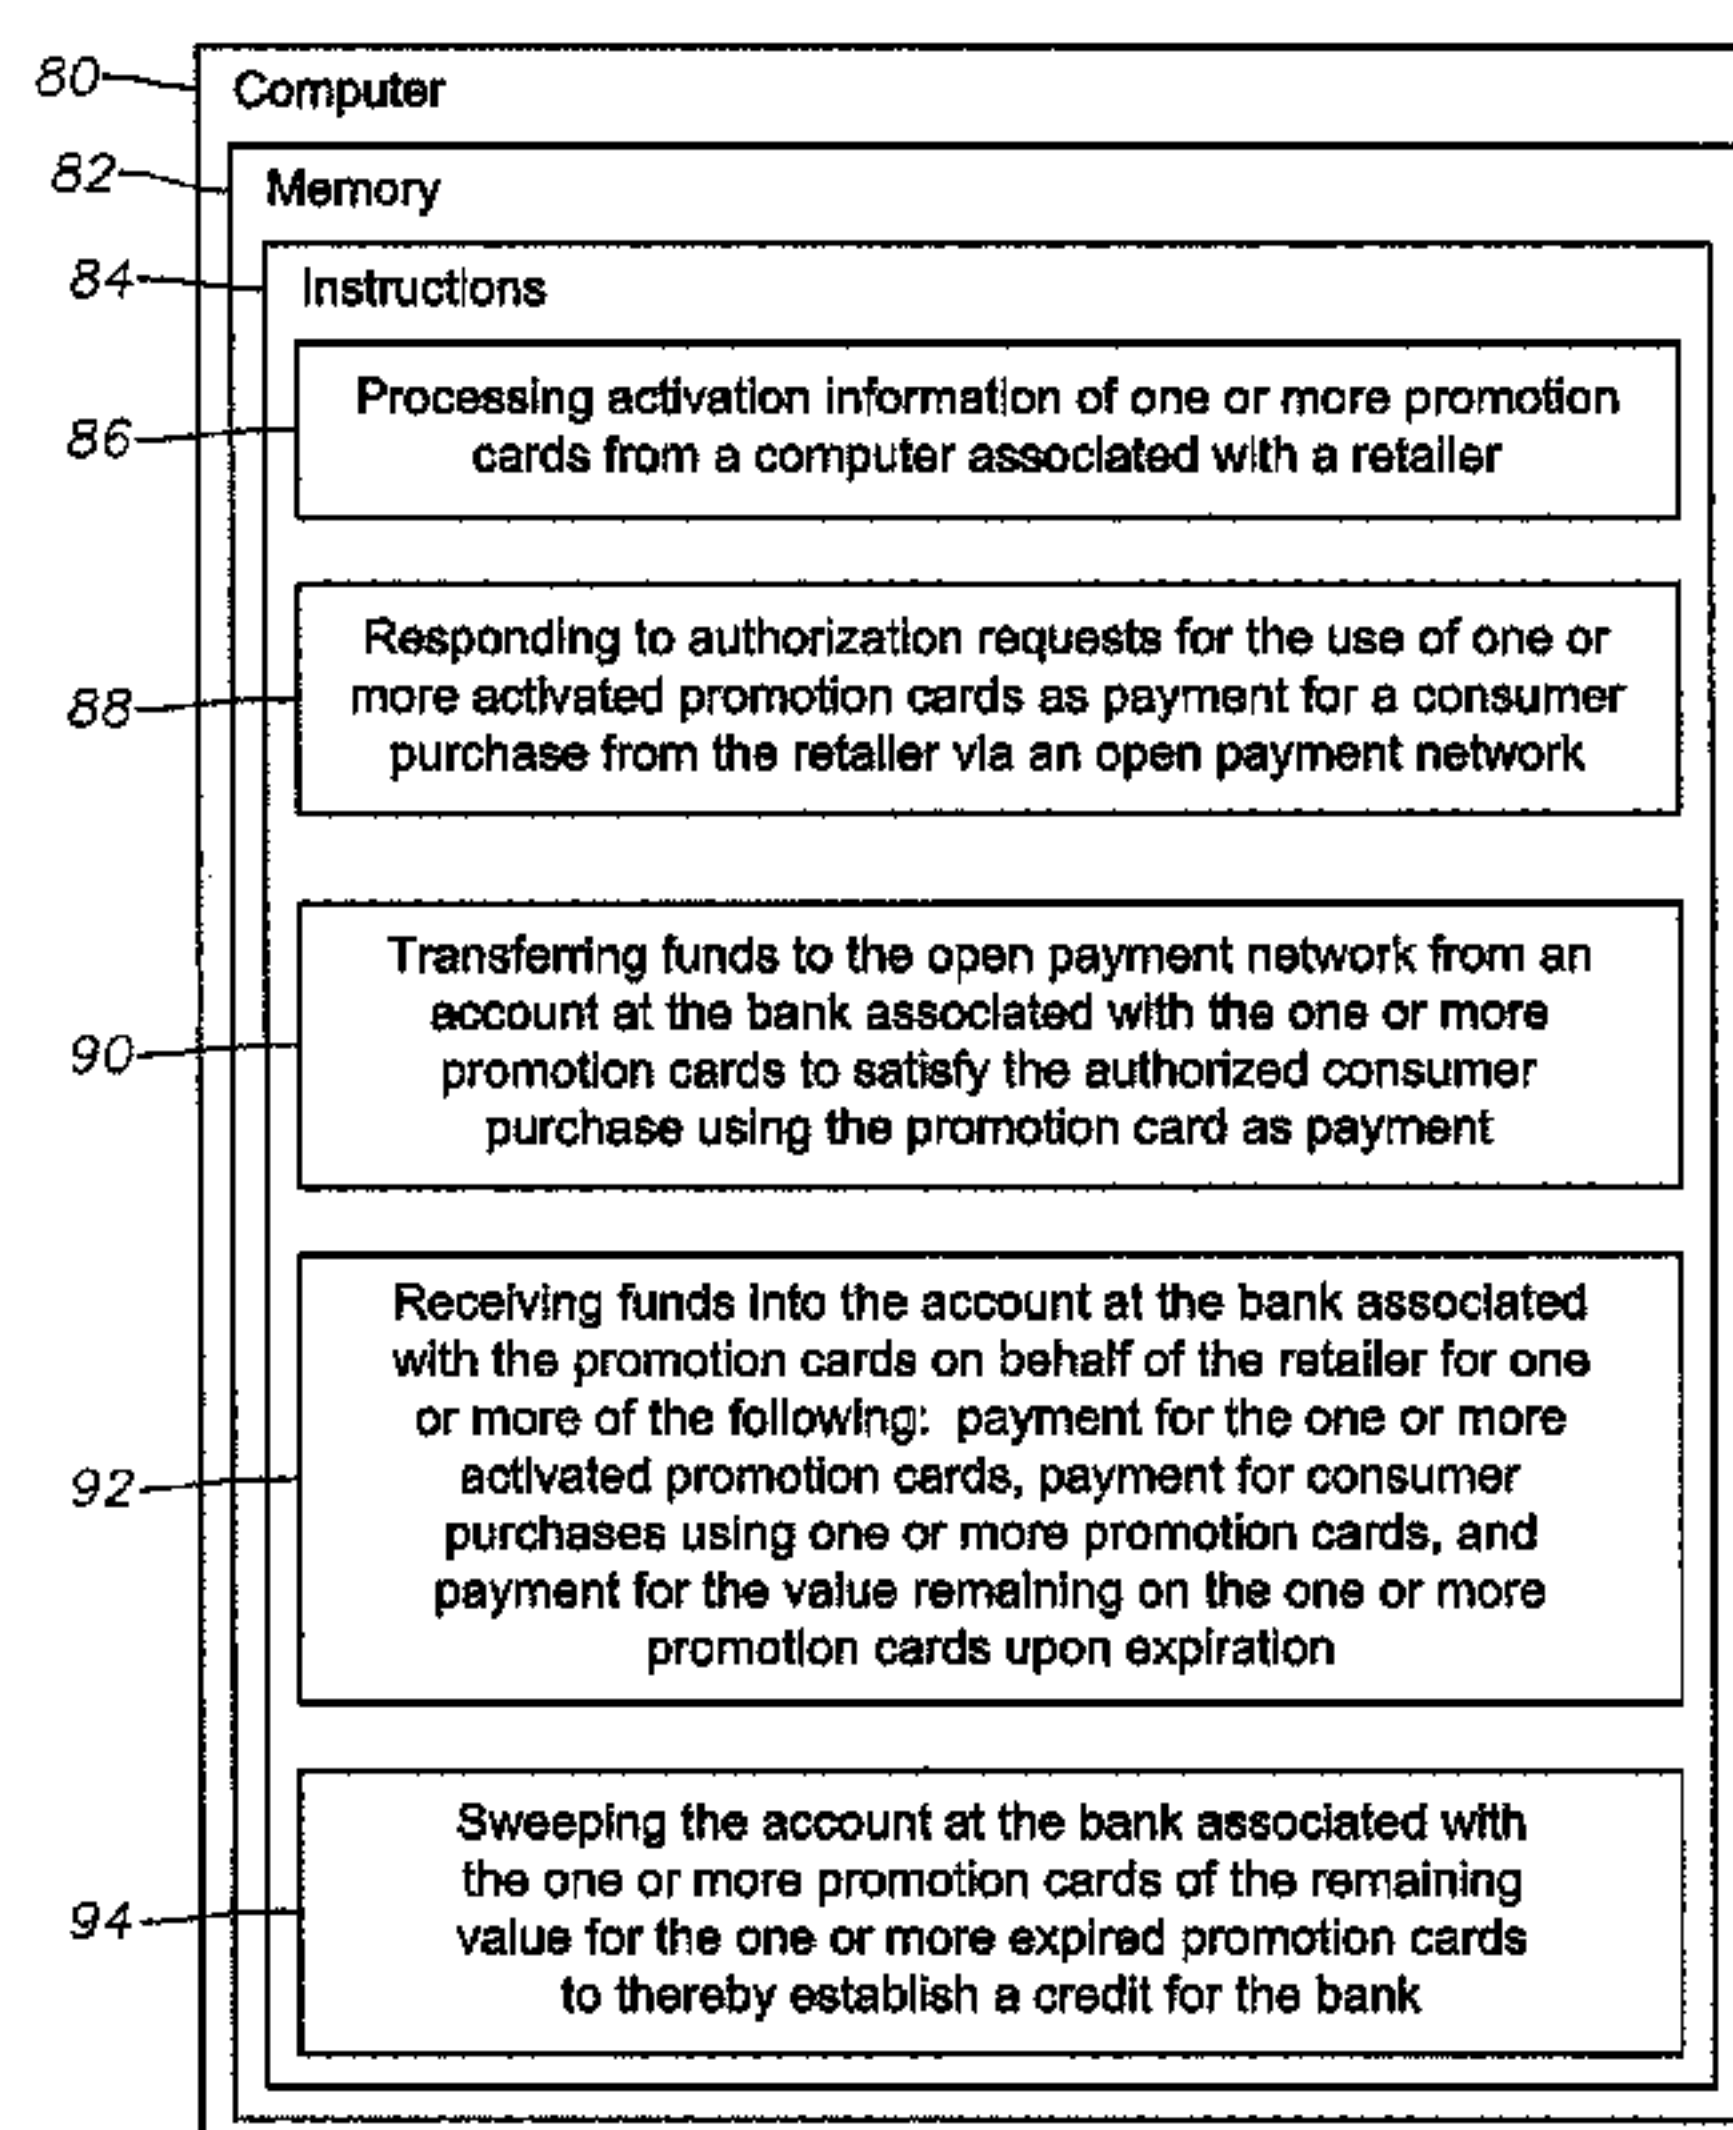 80 Computer
82 Memory
84 Instructions
Processing activation information of one or more promotion
86 cards from a computer associated with a retailer
Responding to authorization requests for the use of one or
88 more activated promotion cards as payment for a consumer
purchase from the retailer via an open payment network
Transferring funds to the open payment network from an
account at the bank associated with the one or more
90 promotion cards to satisfy the authorized consumer
purchase using the promotion card as payment
Receiving funds into the account at the bank associated
with the promotion cards on behalf of the retailer for one
or more of the following: payment for the one or more
92 activated promotion cards, payment for consumer
purchases using one or more promotion cards, and
payment for the value remaining on the one or more
promotion cards upon expiration
Sweeping the account at the bank associated with
the one or more promotion cards of the remaining
94 value for the one or more expired promotion cards
to thereby establish a credit for the bank